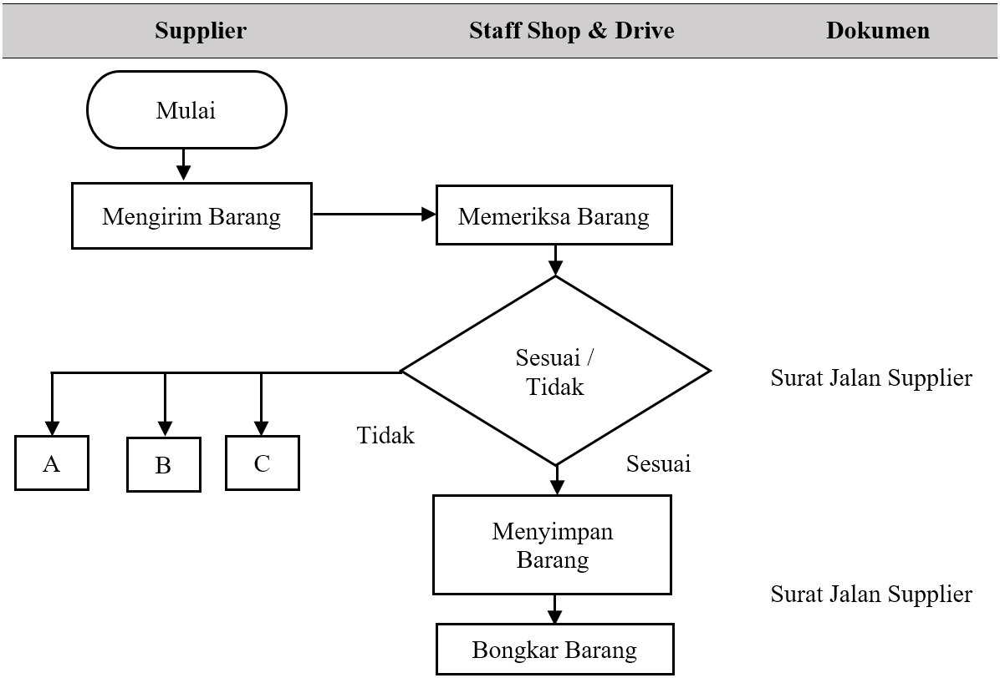 Supplier
Staff Shop & Drive
Dokumen
Mulai
Mengirim Barang
Memeriksa Barang
Sesuai /
Tidak
Surat Jalan Supplier
Tidak
Sesuai
A
B
C
Menyimpan
Barang
Surat Jalan Supplier
Bongkar Barang